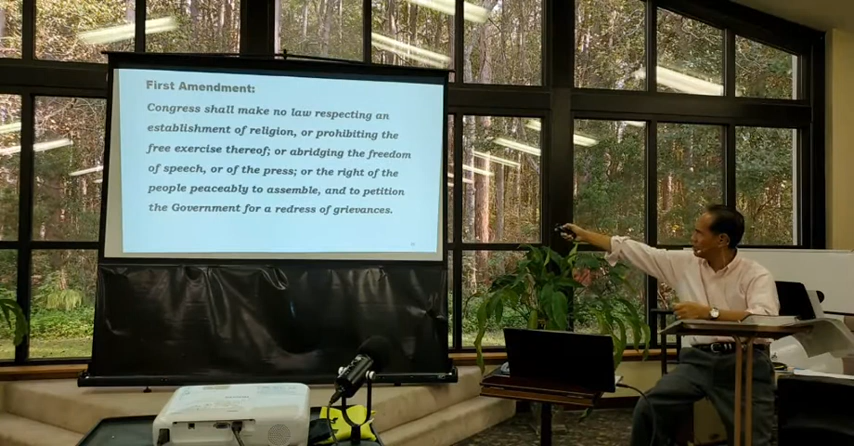 First Amendment:
Congress shall make no law respecting an
establishment of religion, or prohibiting the
free exercise thereof; or abridging the freedom
of speech, or of the press; or the right of the
people peaceably to assemble, and to petition
the Government for a redress of grievances.